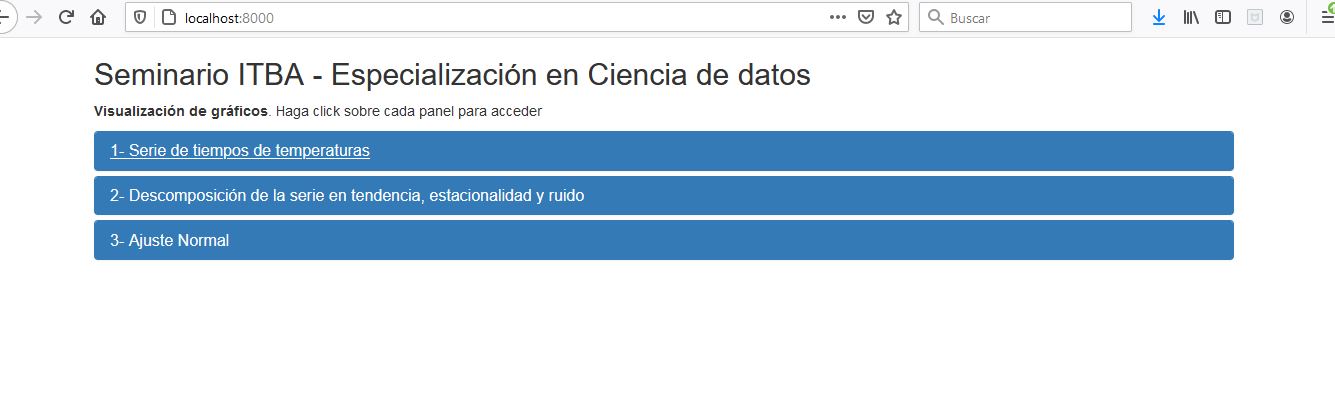 localhost:8000
Buscar
Seminario ITBA - Especialización en Ciencia de datos
Visualización de gráficos. Haga click sobre cada panel para acceder
1- Serie de tiempos de temperaturas
2- Descomposición de la serie en tendencia, estacionalidad y ruido
3- Ajuste Normal